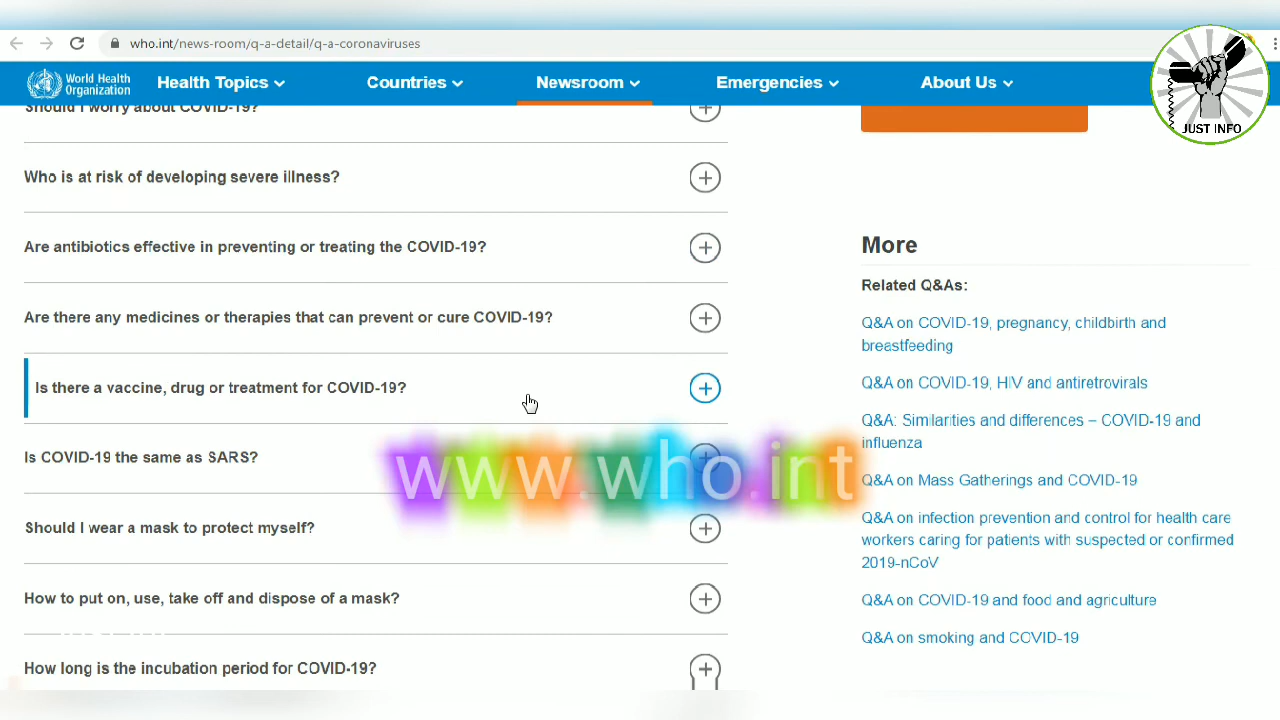 who.int/news-room/q-a-detail/q-a-coronaviruses
World Health
Organization
Health Topics
Countries
Newsroom
Emergencies
About Us
JUST INFO
Should I worry about COVID-19?
Who is at risk of developing severe illness?
Are antibiotics effective in preventing or treating the COVID-19?
Are there any medicines or therapies that can prevent or cure COVID-19?
Is there a vaccine, drug or treatment for COVID-19?
Is COVID-19 the same as SARS?
www.who.int
Should I wear a mask to protect myself?
How to put on, use, take off and dispose of a mask?
How long is the incubation period for COVID-19?
More
Related Q&As:
Q&A on COVID-19, pregnancy, childbirth and
breastfeeding
Q&A on COVID-19, HIV and antiretrovirals
Q&A: Similarities and differences – COVID-19 and
influenza
Q&A on Mass Gatherings and COVID-19
Q&A on infection prevention and control for health care
workers caring for patients with suspected or confirmed
2019-nCoV
Q&A on COVID-19 and food and agriculture
Q&A on smoking and COVID-19